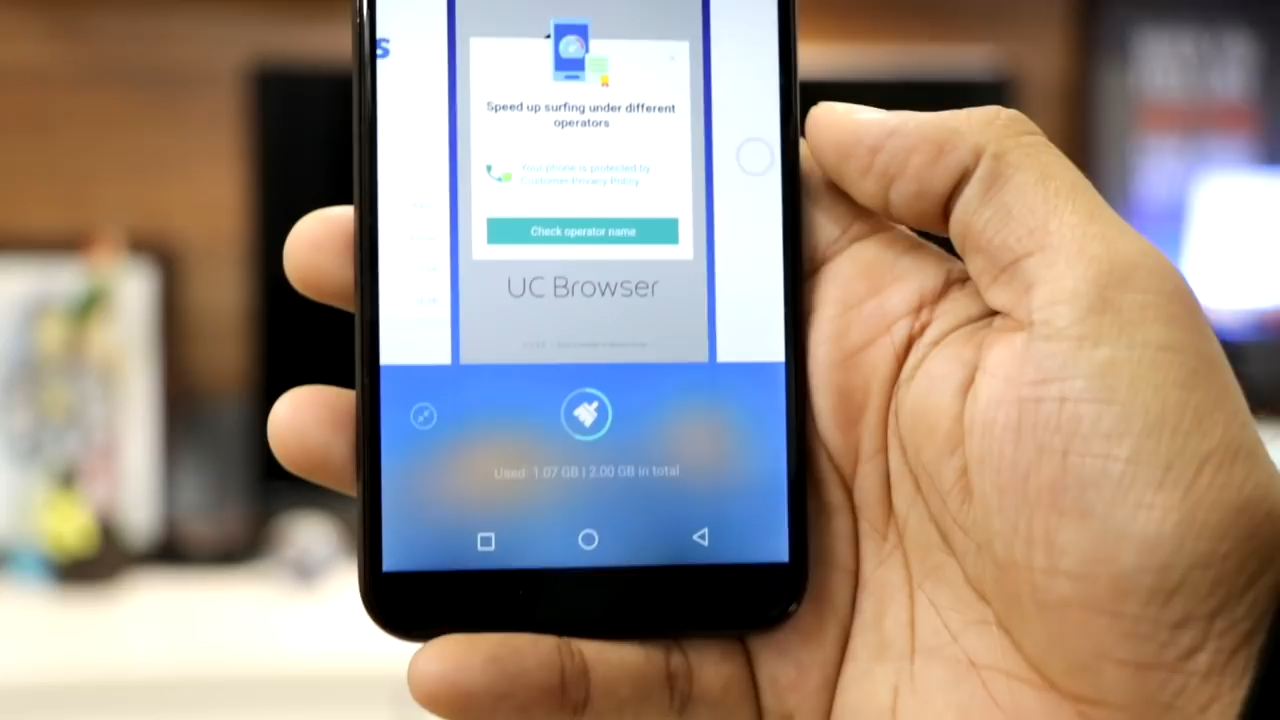 s
Speed up surfing under different
operators
Your phone is protected by
Customer Privacy Policy
Check operator name
UC Browser
Used: 1.07 GB | 2.00 GB in total